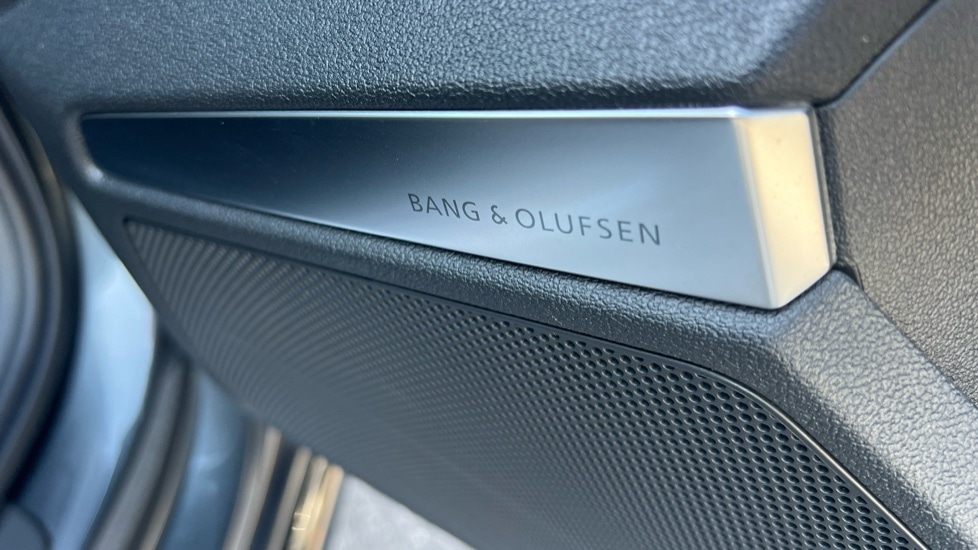 BANG & OLUFSEN